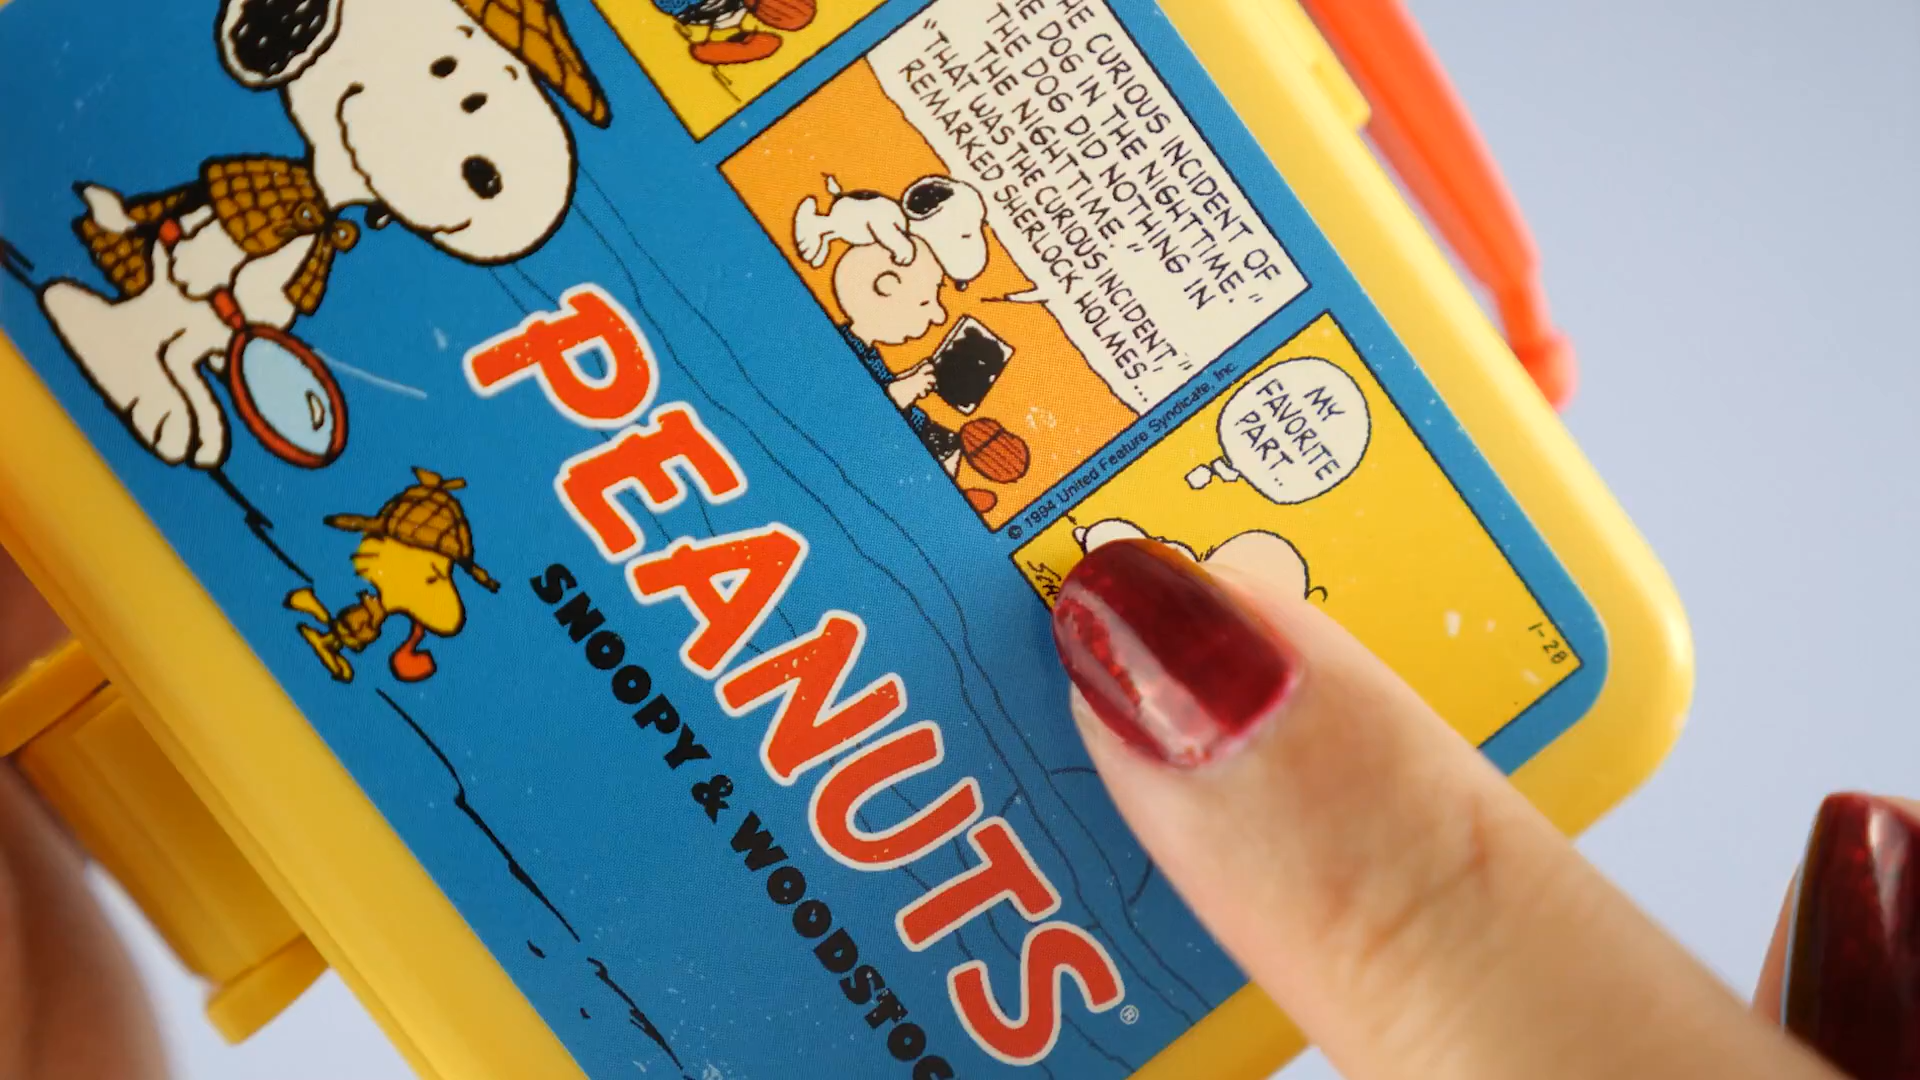 THE CURIOUS INCIDENT OF
THE DOG IN THE NIGHTTIME."
THE DOG DID NOTHING IN
THE NIGHTTIME."
"THAT WAS THE CURIOUS INCIDENT,"
REMARKED SHERLOCK HOLMES...
© 1994 United Feature Syndicate, Inc.
MY
FAVORITE
PART..
1-28
PEANUTS®
SNOOPY & WOODSTOC